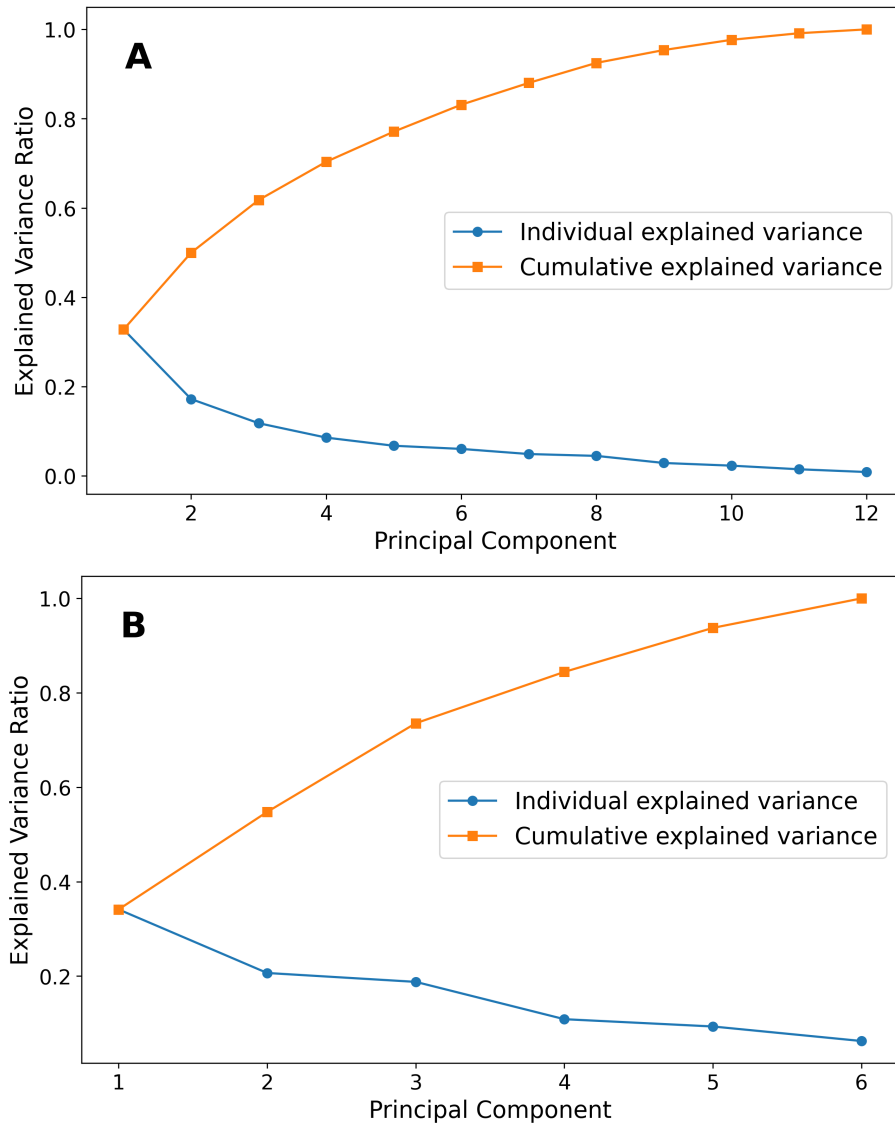 A
1.0
0.8
0.6
0.4
0.2
0.0
Explained Variance Ratio
Individual explained variance
Cumulative explained variance
2 4 6 8 10 12
Principal Component
B
1.0
0.8
0.6
0.4
0.2
Explained Variance Ratio
Individual explained variance
Cumulative explained variance
1 2 3 4 5 6
Principal Component